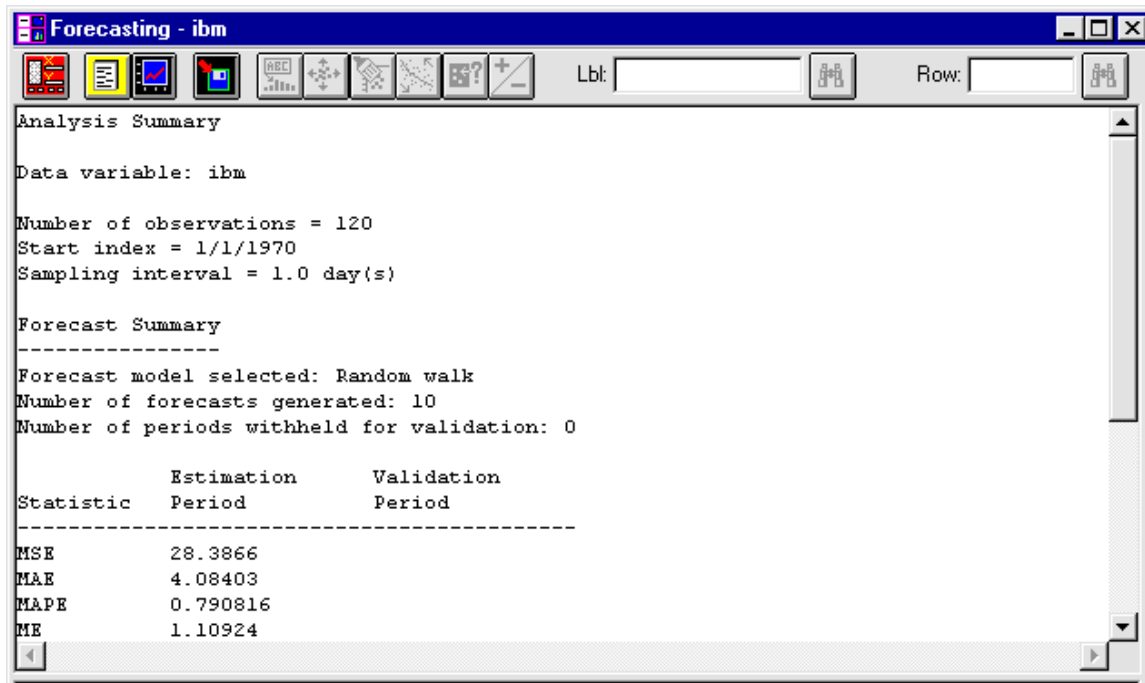 Forecasting - ibm
Lbl: Row:
Analysis Summary
Data variable: ibm
Number of observations = 120
Start index = 1/1/1970
Sampling interval = 1.0 day(s)
Forecast Summary
----------------
Forecast model selected: Random walk
Number of forecasts generated: 10
Number of periods withheld for validation: 0
Estimation Validation
Statistic Period Period
--------------------------------------------
MSE 28.3866
MAE 4.08403
MAPE 0.790816
ME 1.10924